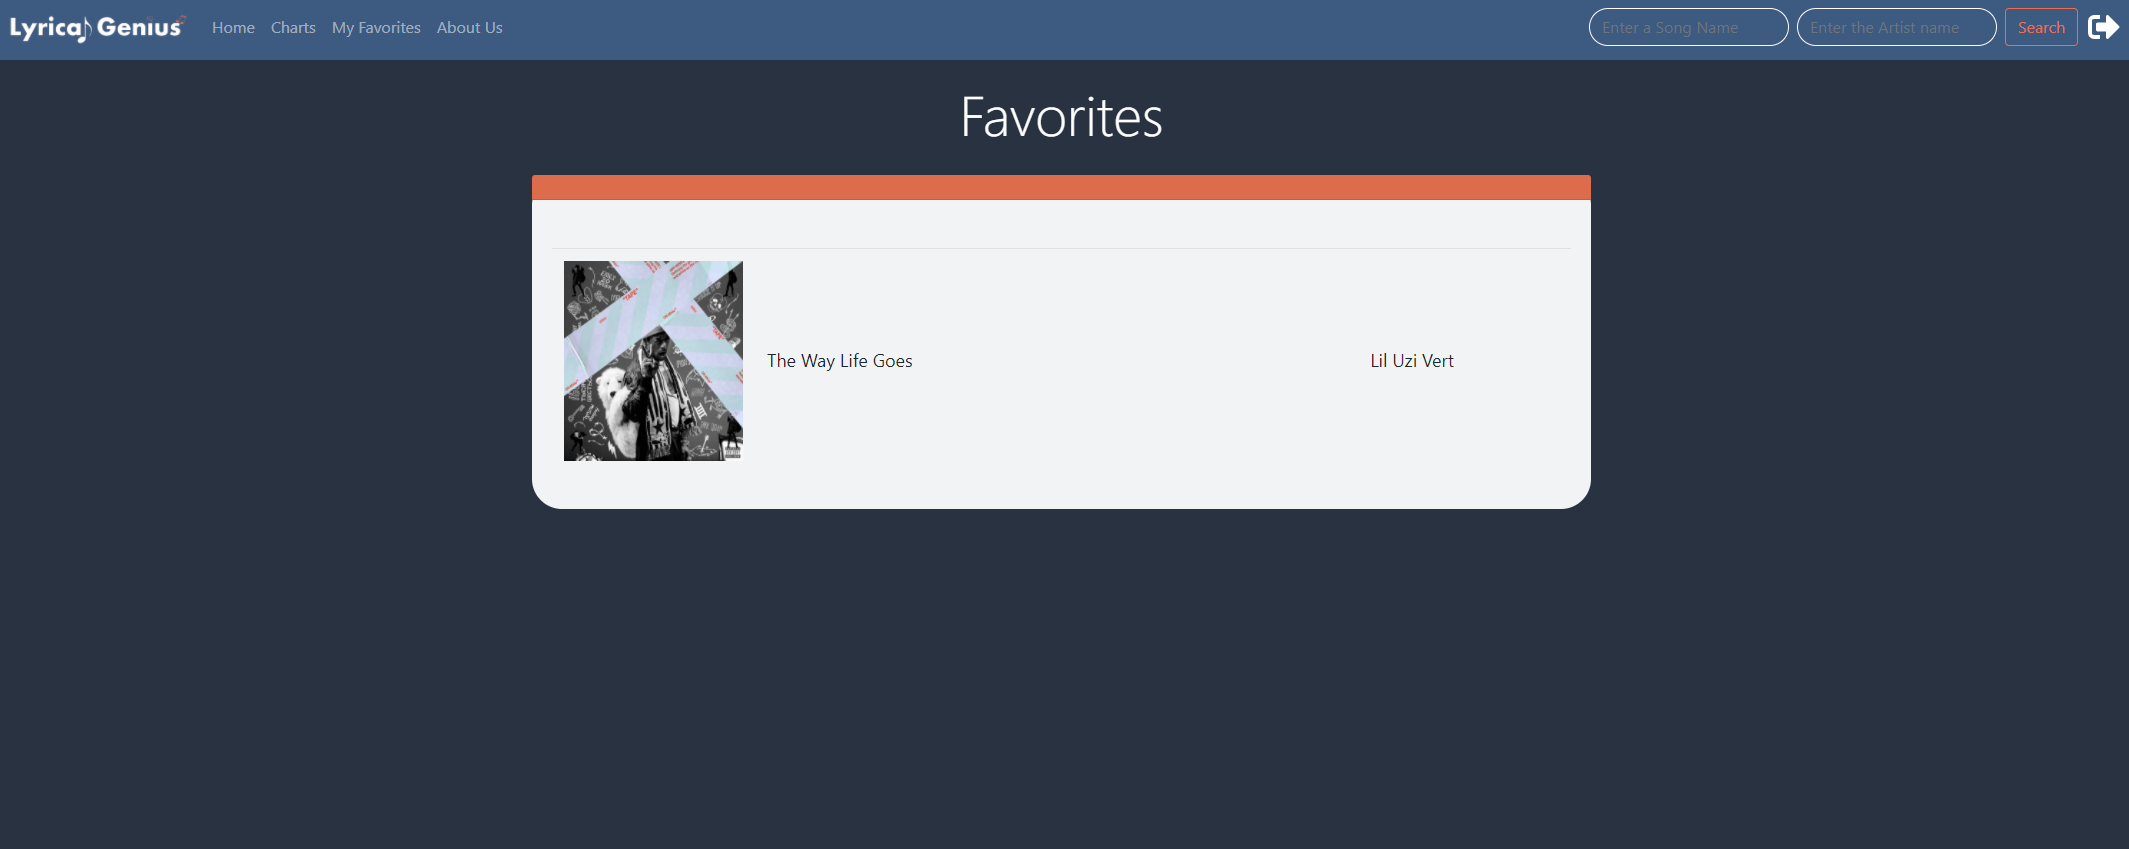 Lyrical Genius
Home Charts My Favorites About Us Enter a Song Name Enter the Artist name Search
Favorites
"TAPE"
The Way Life Goes Lil Uzi Vert